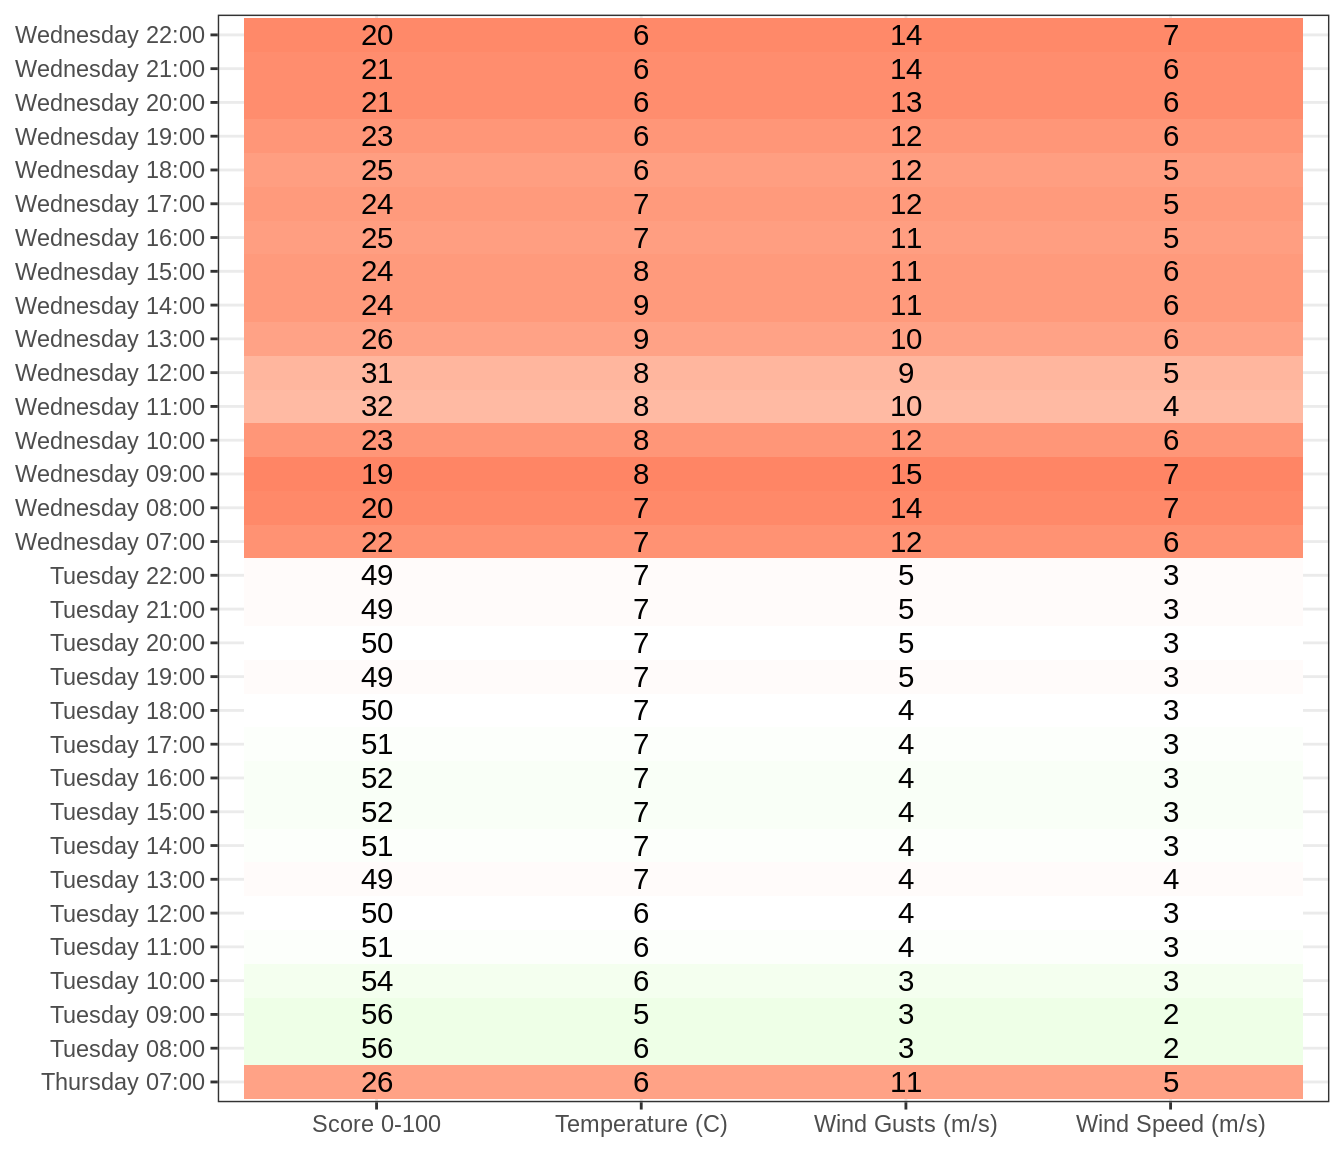 Wednesday 22:00 20 6 14 7
Wednesday 21:00 21 6 14 6
Wednesday 20:00 21 6 13 6
Wednesday 19:00 23 6 12 6
Wednesday 18:00 25 6 12 5
Wednesday 17:00 24 7 12 5
Wednesday 16:00 25 7 11 5
Wednesday 15:00 24 8 11 6
Wednesday 14:00 24 9 11 6
Wednesday 13:00 26 9 10 6
Wednesday 12:00 31 8 9 5
Wednesday 11:00 32 8 10 4
Wednesday 10:00 23 8 12 6
Wednesday 09:00 19 8 15 7
Wednesday 08:00 20 7 14 7
Wednesday 07:00 22 7 12 6
Tuesday 22:00 49 7 5 3
Tuesday 21:00 49 7 5 3
Tuesday 20:00 50 7 5 3
Tuesday 19:00 49 7 5 3
Tuesday 18:00 50 7 4 3
Tuesday 17:00 51 7 4 3
Tuesday 16:00 52 7 4 3
Tuesday 15:00 52 7 4 3
Tuesday 14:00 51 7 4 3
Tuesday 13:00 49 7 4 4
Tuesday 12:00 50 6 4 3
Tuesday 11:00 51 6 4 3
Tuesday 10:00 54 6 3 3
Tuesday 09:00 56 5 3 2
Tuesday 08:00 56 6 3 2
Thursday 07:00 26 6 11 5
Score 0-100 Temperature (C) Wind Gusts (m/s) Wind Speed (m/s)